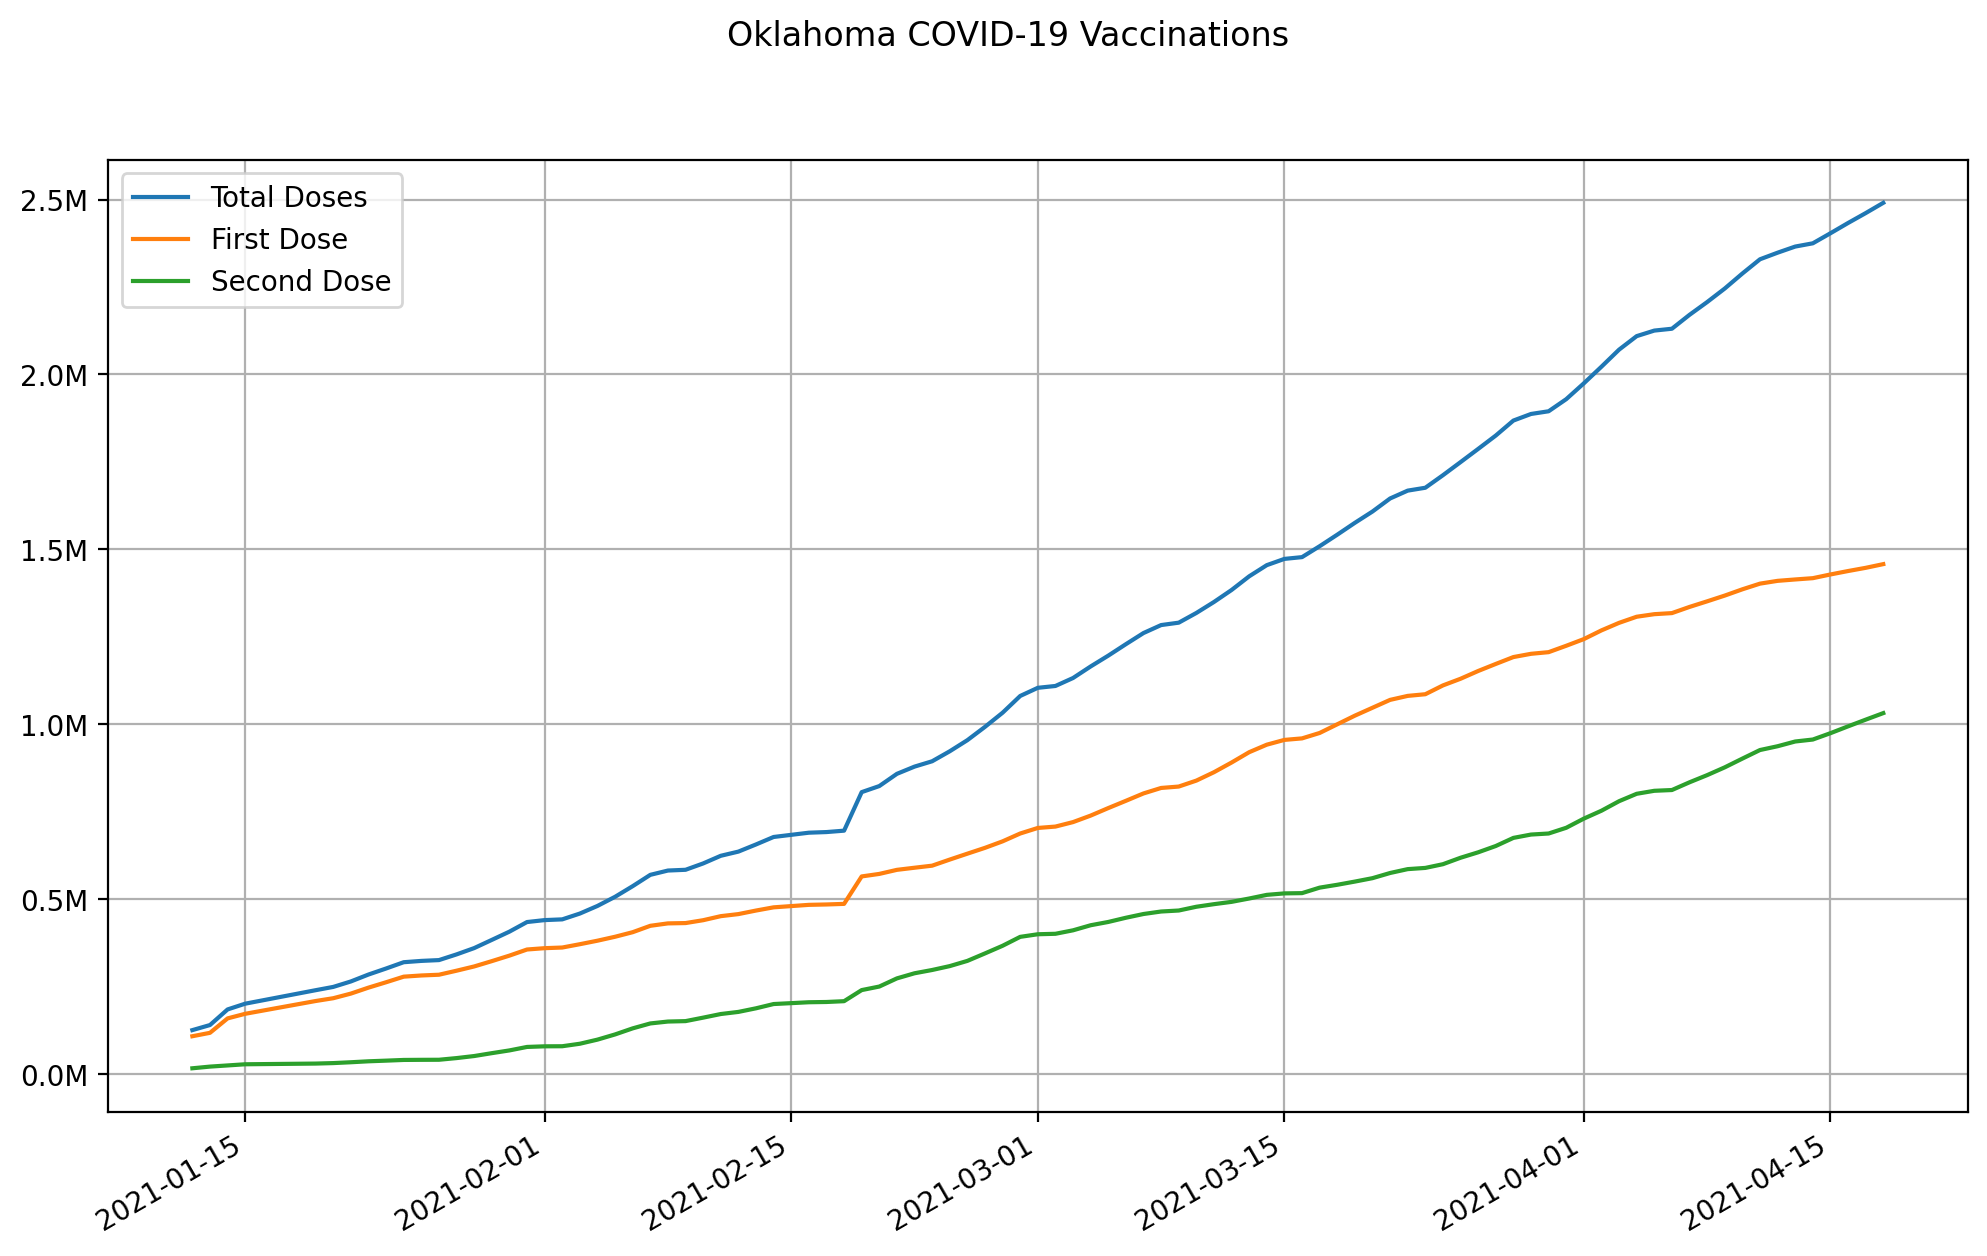 Oklahoma COVID-19 Vaccinations
Total Doses
First Dose
Second Dose
2.5M
2.0M
1.5M
1.0M
0.5M
0.0M
2021-01-15
2021-02-01
2021-02-15
2021-03-01
2021-03-15
2021-04-01
2021-04-15